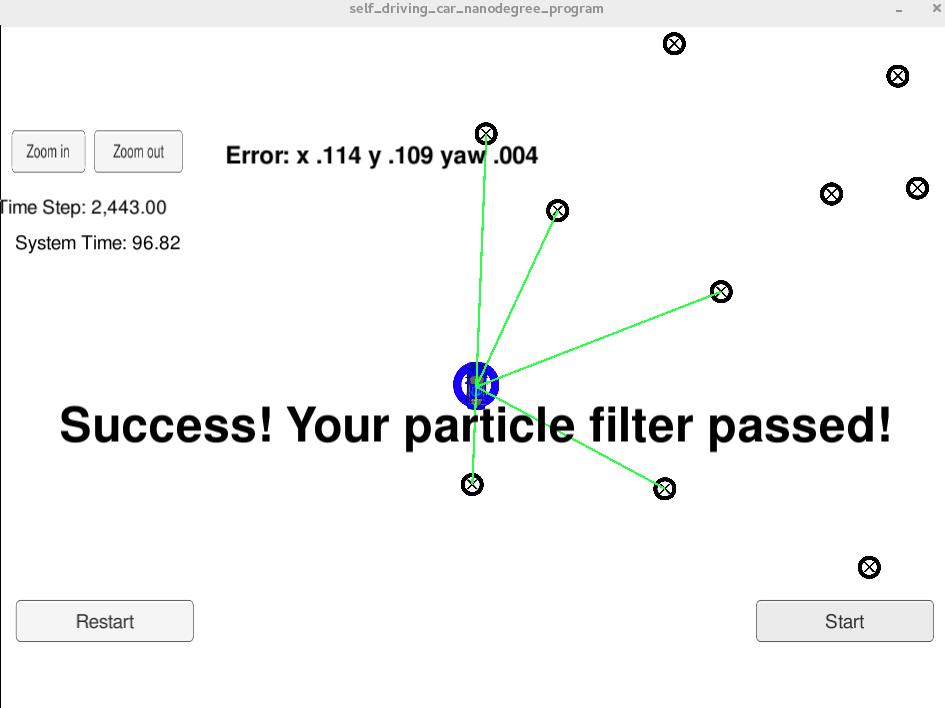 self_driving_car_nanodegree_program
Zoom in
Zoom out
Error: x .114 y .109 yaw .004
Time Step: 2,443.00
System Time: 96.82
Success! Your particle filter passed!
Restart
Start